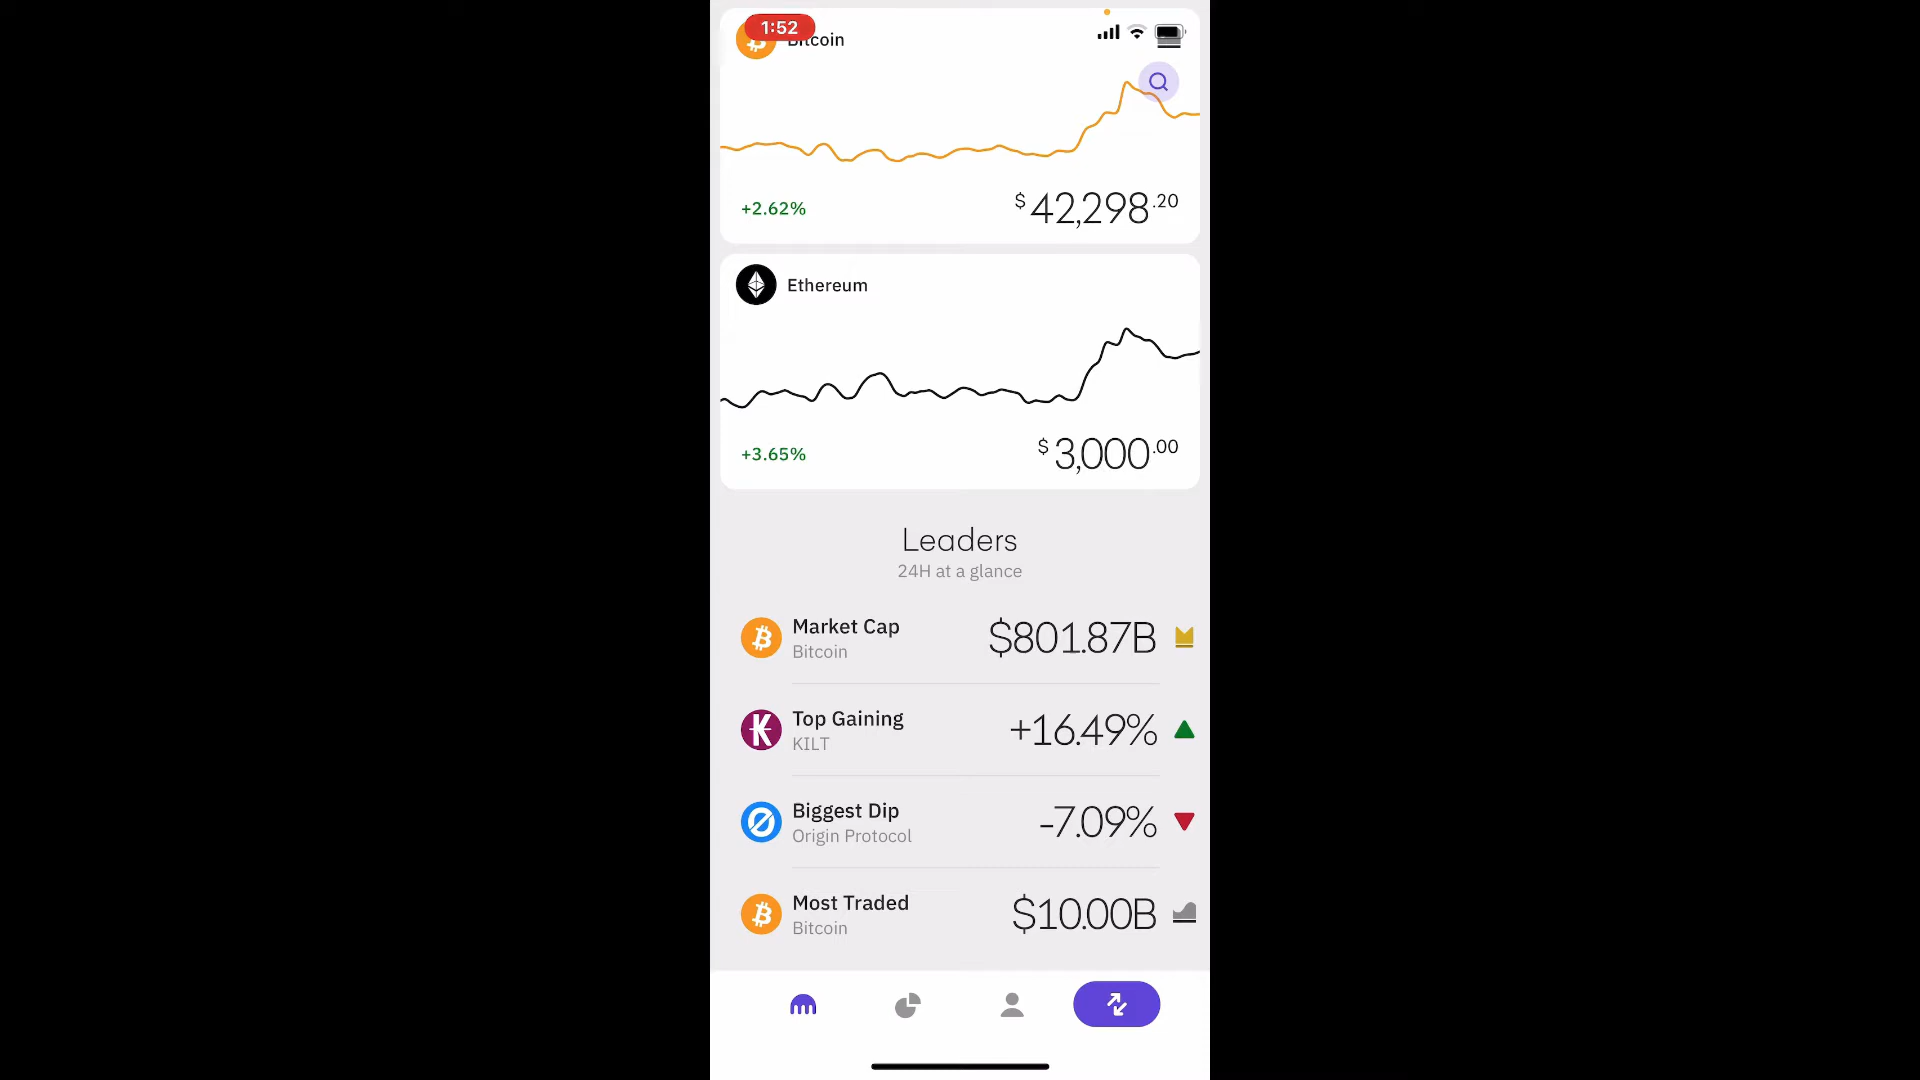 1:52
Bitcoin
+2.62%
$42,298.20
Ethereum
+3.65%
$3,000.00
Leaders
24H at a glance
Market Cap
Bitcoin
$801.87B
Top Gaining
KILT
+16.49%
Biggest Dip
Origin Protocol
-7.09%
Most Traded
Bitcoin
$10.00B